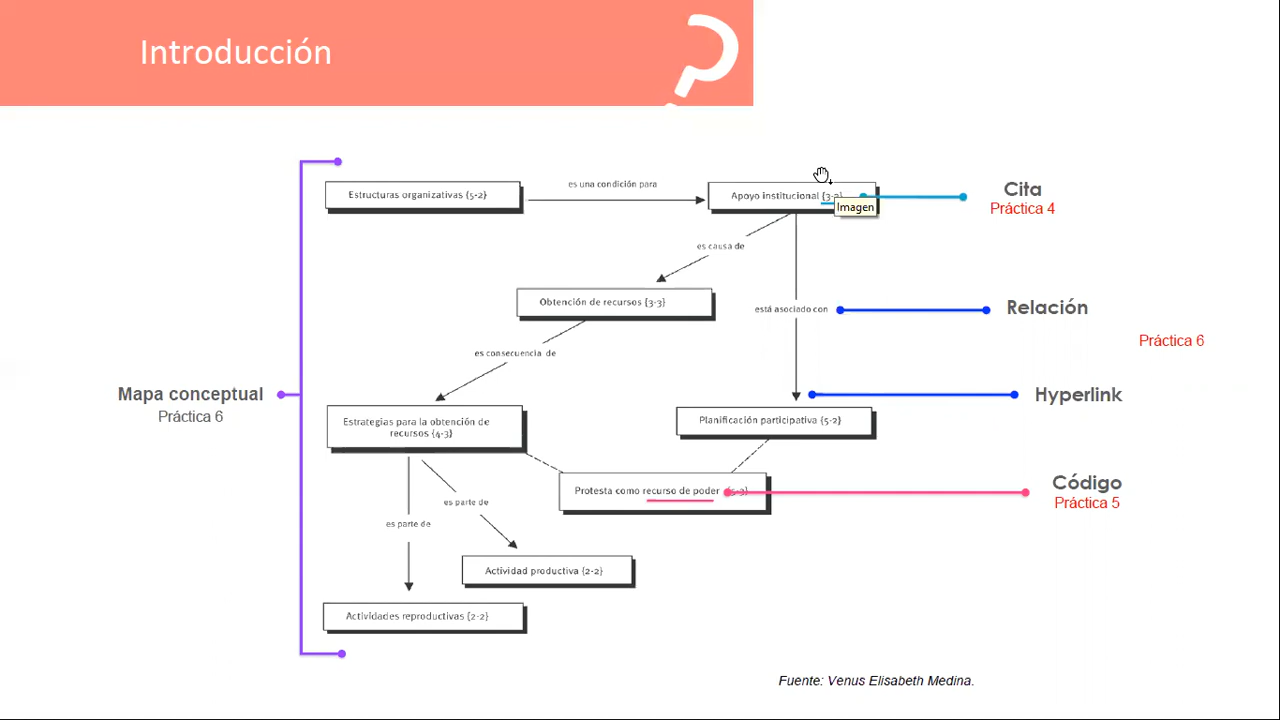 Introducción
Estructuras organizativas {5-2}
es una condición para
Apoyo institucional {3-2}
Imagen
Cita
Práctica 4
es causa de
Obtención de recursos {3-3}
está asociado con
Relación
Práctica 6
es consecuencia de
Mapa conceptual
Práctica 6
Hyperlink
Estrategias para la obtención de
recursos {4-3}
Planificación participativa {5-2}
Protesta como recurso de poder
Código
Práctica 5
es parte de
es parte de
Actividad productiva {2-2}
Actividades reproductivas {2-2}
Fuente: Venus Elisabeth Medina.